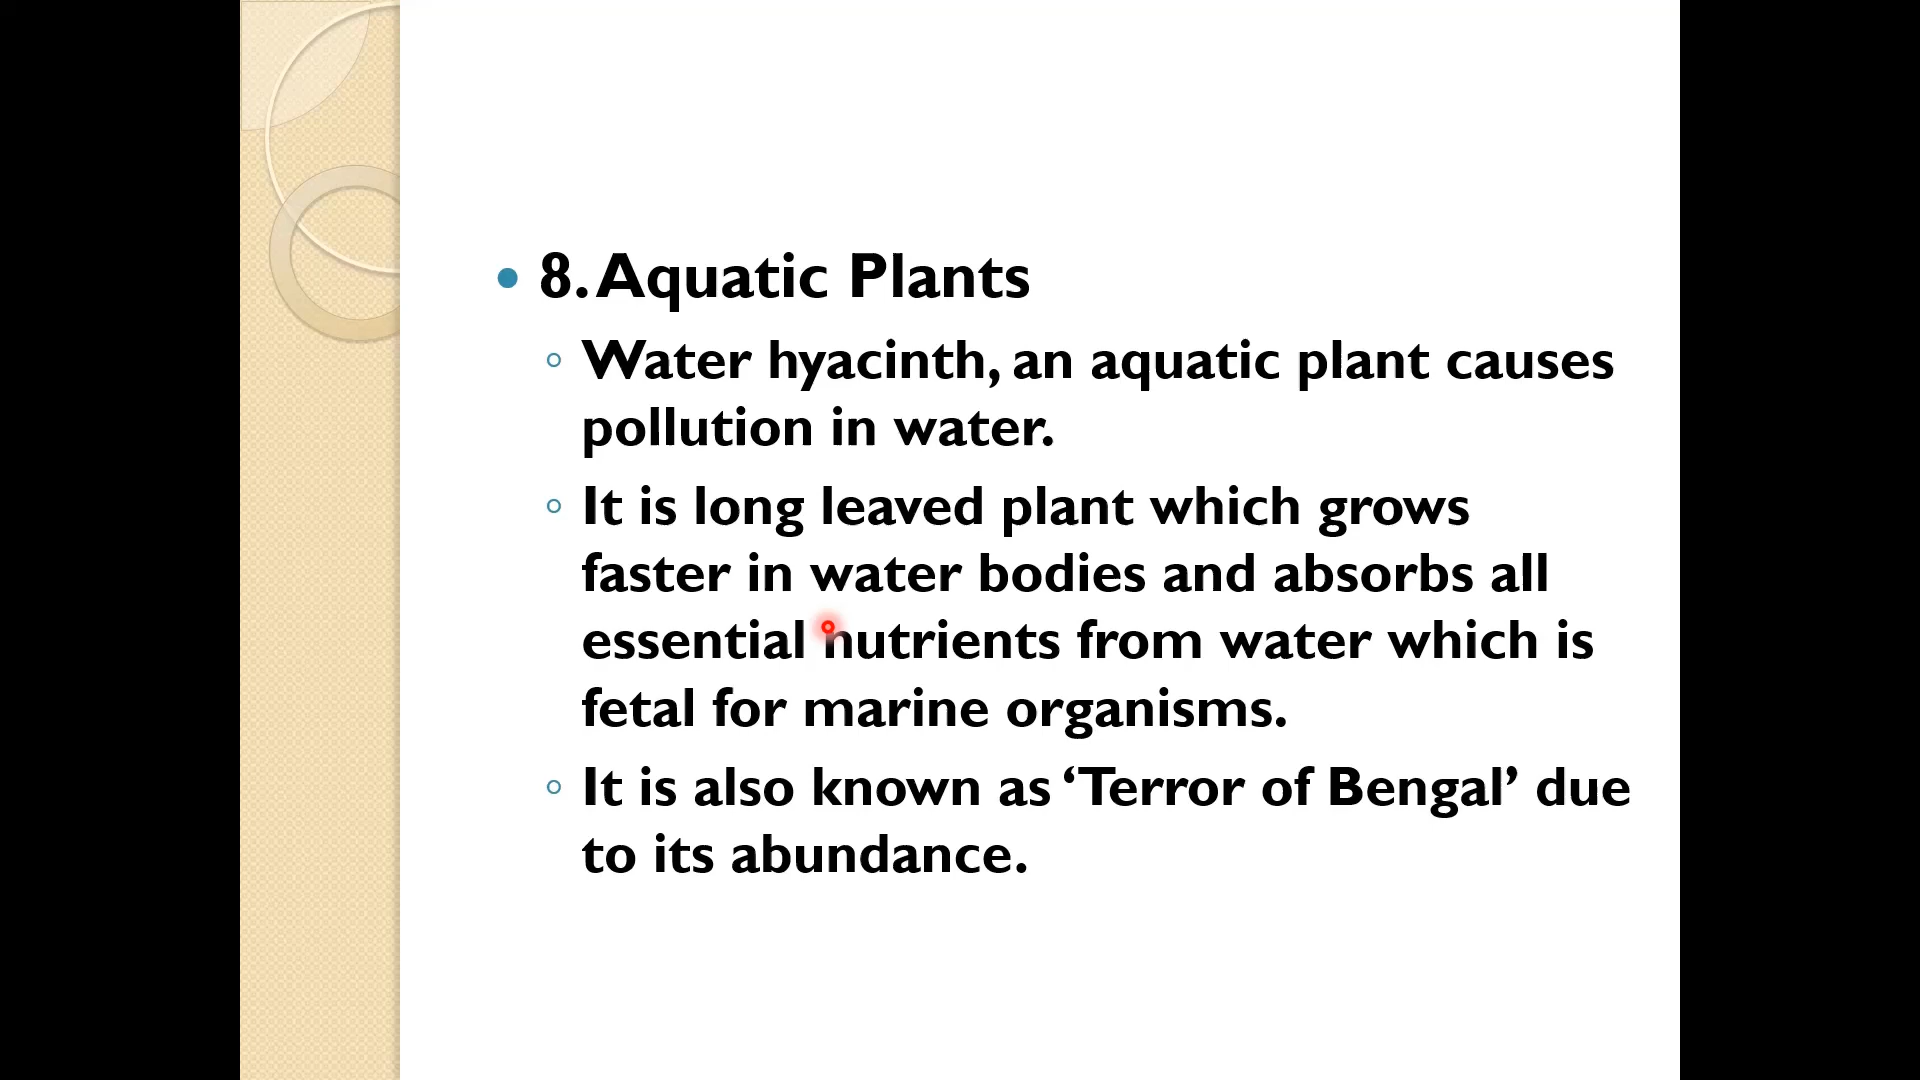 8. Aquatic Plants
Water hyacinth, an aquatic plant causes
pollution in water.
It is long leaved plant which grows
faster in water bodies and absorbs all
essential nutrients from water which is
fetal for marine organisms.
It is also known as ‘Terror of Bengal’ due
to its abundance.